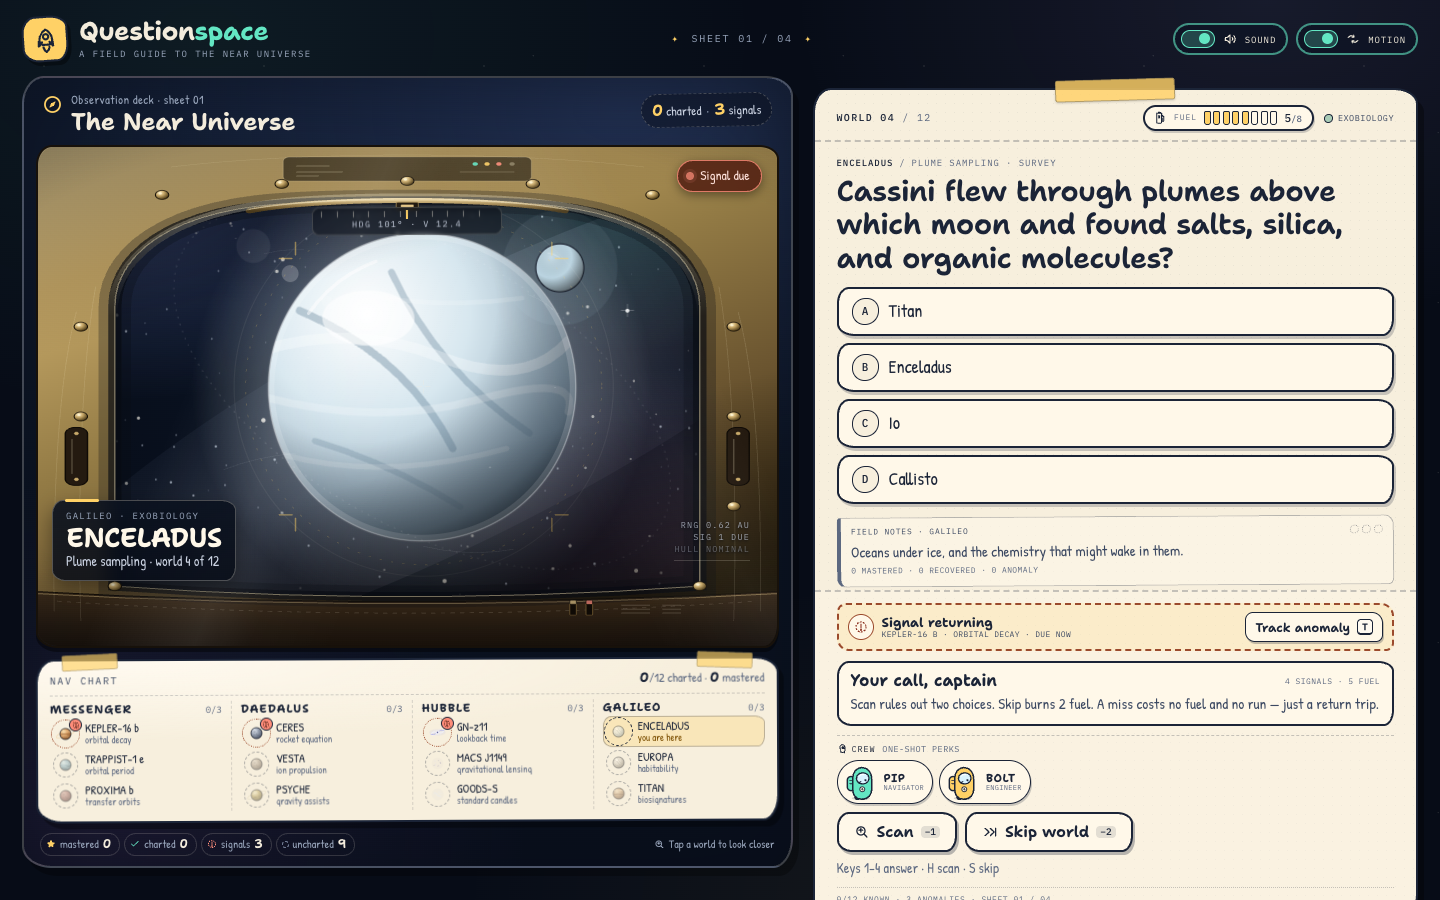 Questionspace
A FIELD GUIDE TO THE NEAR UNIVERSE
SHEET 01 / 04
SOUND
MOTION
Observation deck · sheet 01
The Near Universe
0 charted · 3 signals
Signal due
HDG 101° · V 12.4
GALILEO · EXOBIOLOGY
ENCELADUS
Plume sampling · world 4 of 12
RNG 0.62 AU
SIG 1 DUE
HULL NOMINAL
NAV CHART
0/12 charted · 0 mastered
MESSENGER 0/3
KEPLER-16 b
orbital decay
TRAPPIST-1 e
orbital period
PROXIMA b
transfer orbits
DAEDALUS 0/3
CERES
rocket equation
VESTA
ion propulsion
PSYCHE
gravity assists
HUBBLE 0/3
GN-z11
lookback time
MACS J1149
gravitational lensing
GOODS-S
standard candles
GALILEO 0/3
ENCELADUS
you are here
EUROPA
habitability
TITAN
biosignatures
mastered 0
charted 0
signals 3
uncharted 9
Tap a world to look closer
WORLD 04 / 12
FUEL 5/8
EXOBIOLOGY
ENCELADUS / PLUME SAMPLING · SURVEY
Cassini flew through plumes above
which moon and found salts, silica,
and organic molecules?
A Titan
B Enceladus
C Io
D Callisto
FIELD NOTES · GALILEO
Oceans under ice, and the chemistry that might wake in them.
0 MASTERED · 0 RECOVERED · 0 ANOMALY
Signal returning
KEPLER-16 B · ORBITAL DECAY · DUE NOW
Track anomaly T
Your call, captain
4 SIGNALS · 5 FUEL
Scan rules out two choices. Skip burns 2 fuel. A miss costs no fuel and no run — just a return trip.
CREW ONE-SHOT PERKS
PIP
NAVIGATOR
BOLT
ENGINEER
Scan −1
Skip world −2
Keys 1–4 answer · H scan · S skip
0/12 KNOWN · 3 ANOMALIES · SHEET 01 / 04